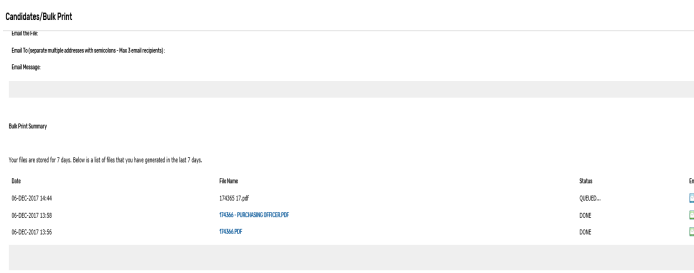 Candidates/Bulk Print
Email the File:
Email To (separate multiple addresses with semicolons - Max 3 email recipients) :
Email Message:
Bulk Print Summary
Your files are stored for 7 days. Below is a list of files that you have generated in the last 7 days.
Date File Name Status Em
06-DEC-2017 14:44 174365 17.pdf QUEUED...
06-DEC-2017 13:58 174366 - PURCHASING OFFICER.PDF DONE
06-DEC-2017 13:56 174366 PDF DONE